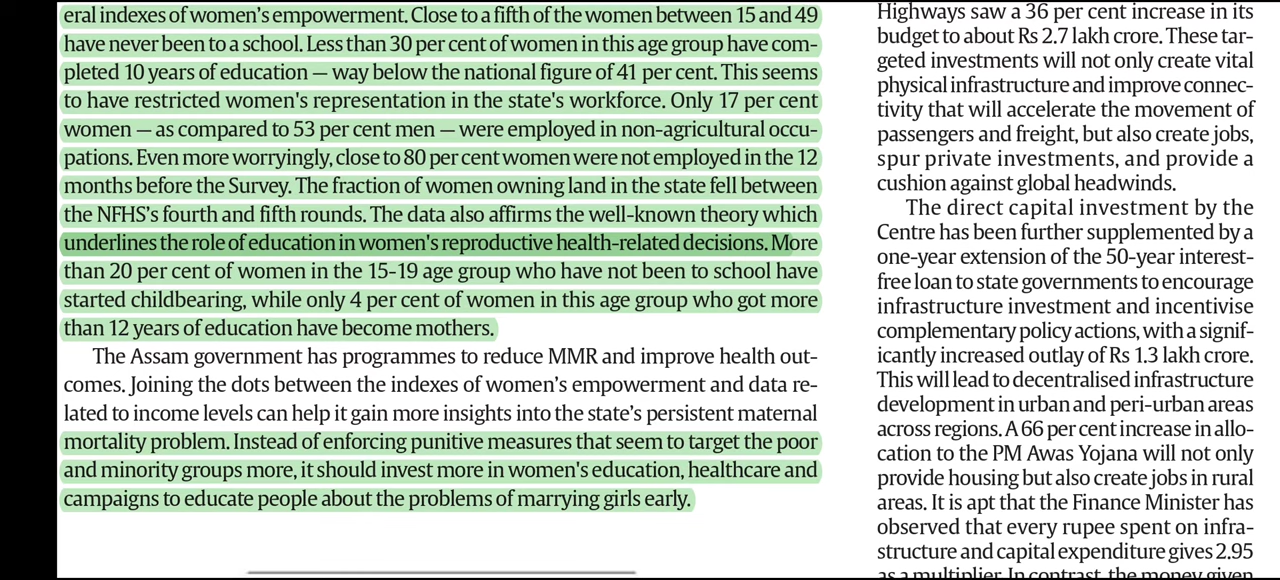 eral indexes of women's empowerment. Close to a fifth of the women between 15 and 49
have never been to a school. Less than 30 per cent of women in this age group have com-
pleted 10 years of education — way below the national figure of 41 per cent. This seems
to have restricted women's representation in the state's workforce. Only 17 per cent
women — as compared to 53 per cent men — were employed in non-agricultural occu-
pations. Even more worryingly, close to 80 per cent women were not employed in the 12
months before the Survey. The fraction of women owning land in the state fell between
the NFHS's fourth and fifth rounds. The data also affirms the well-known theory which
underlines the role of education in women's reproductive health-related decisions. More
than 20 per cent of women in the 15-19 age group who have not been to school have
started childbearing, while only 4 per cent of women in this age group who got more
than 12 years of education have become mothers.
The Assam government has programmes to reduce MMR and improve health out-
comes. Joining the dots between the indexes of women's empowerment and data re-
lated to income levels can help it gain more insights into the state's persistent maternal
mortality problem. Instead of enforcing punitive measures that seem to target the poor
and minority groups more, it should invest more in women's education, healthcare and
campaigns to educate people about the problems of marrying girls early.
Highways saw a 36 per cent increase in its
budget to about Rs 2.7 lakh crore. These tar-
geted investments will not only create vital
physical infrastructure and improve connec-
tivity that will accelerate the movement of
passengers and freight, but also create jobs,
spur private investments, and provide a
cushion against global headwinds.
The direct capital investment by the
Centre has been further supplemented by a
one-year extension of the 50-year interest-
free loan to state governments to encourage
infrastructure investment and incentivise
complementary policy actions, with a signif-
icantly increased outlay of Rs 1.3 lakh crore.
This will lead to decentralised infrastructure
development in urban and peri-urban areas
across regions. A 66 per cent increase in allo-
cation to the PM Awas Yojana will not only
provide housing but also create jobs in rural
areas. It is apt that the Finance Minister has
observed that every rupee spent on infra-
structure and capital expenditure gives 2.95
as a multiplier. In contrast, the money given